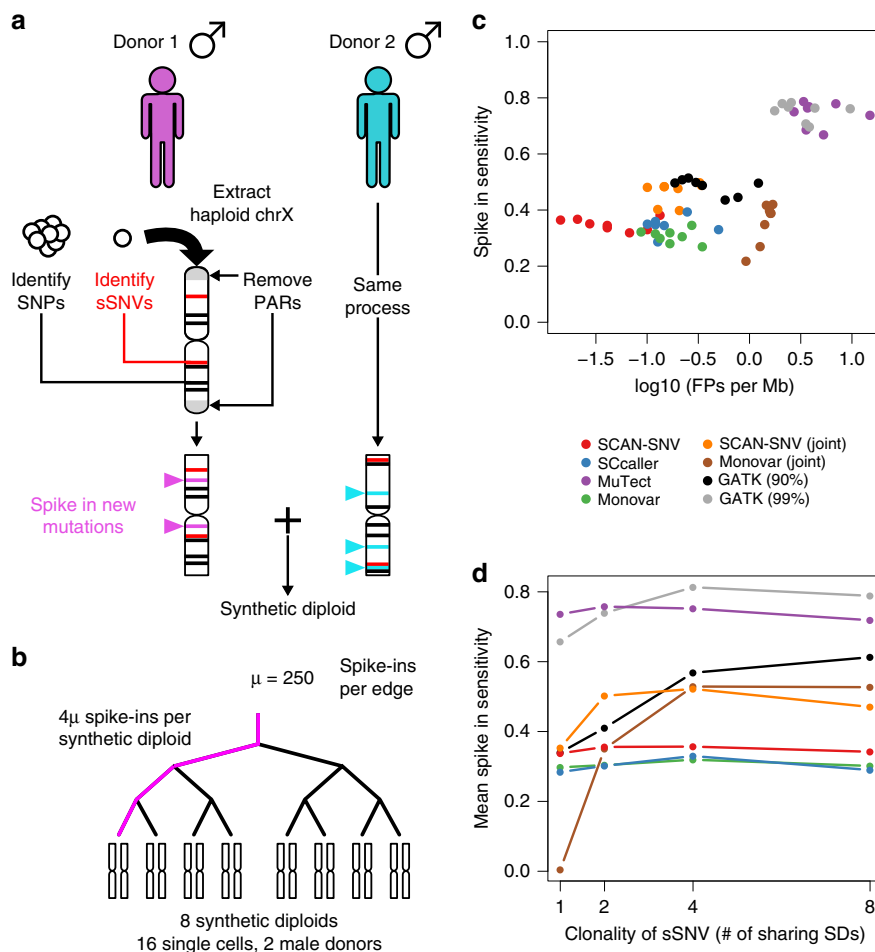 a
Donor 1
Donor 2
Extract
haploid chrX
Identify
SNPs
Identify
sSNVs
Remove
PARs
Same
process
Spike in new
mutations
Synthetic diploid
b
μ = 250
Spike-ins
per edge
4μ spike-ins per
synthetic diploid
8 synthetic diploids
16 single cells, 2 male donors
c
Spike in sensitivity
1.0
0.8
0.6
0.4
0.2
0.0
−1.5 −1.0 −0.5 0.0 0.5 1.0
log10 (FPs per Mb)
SCAN-SNV
SCcaller
MuTect
Monovar
SCAN-SNV (joint)
Monovar (joint)
GATK (90%)
GATK (99%)
d
Mean spike in sensitivity
0.8
0.6
0.4
0.2
0.0
1 2 4 8
Clonality of sSNV (# of sharing SDs)